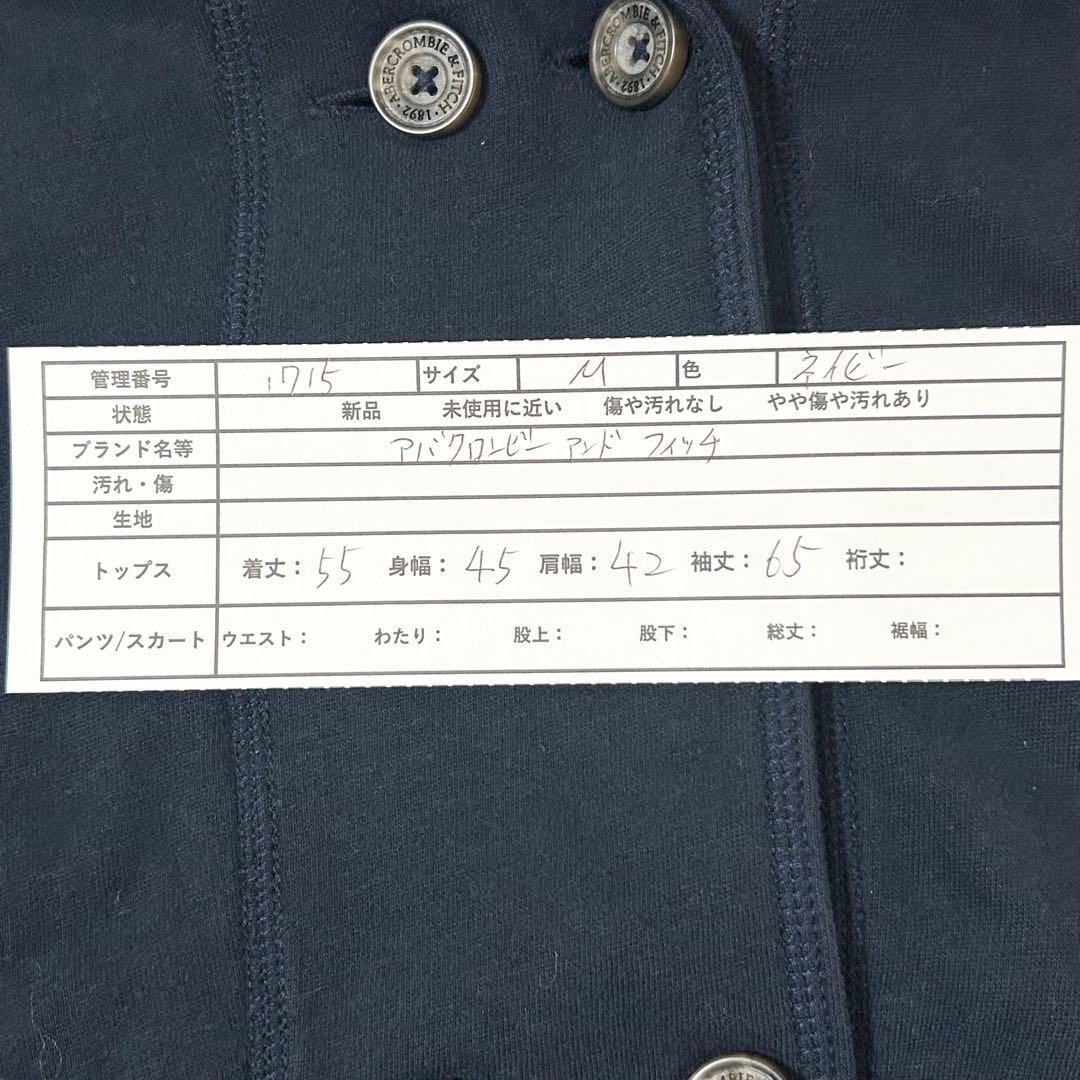 ABERCROMBIE & FITCH · 1892 ·
ABERCROMBIE & FITCH · 1892 ·
管理番号 1715 サイズ M 色 ネイビー
状態 新品 未使用に近い 傷や汚れなし やや傷や汚れあり
ブランド名等 アバクロンビー アンド フィッチ
汚れ・傷
生地
トップス 着丈： 55 身幅： 45 肩幅： 42 袖丈： 65 裄丈：
パンツ/スカート ウエスト： わたり： 股上： 股下： 総丈： 裾幅：